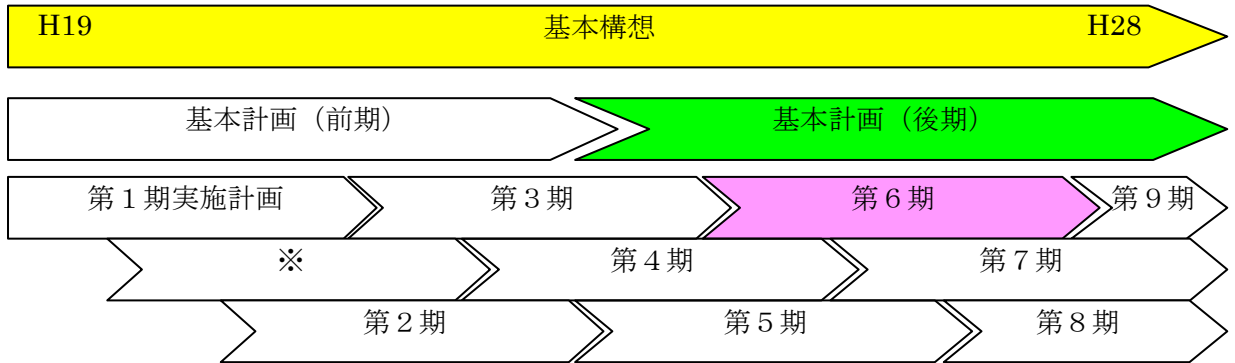 H19 基本構想 H28
基本計画（前期） 基本計画（後期）
第１期実施計画 第３期 第６期 第９期
※ 第４期 第７期
第２期 第５期 第８期